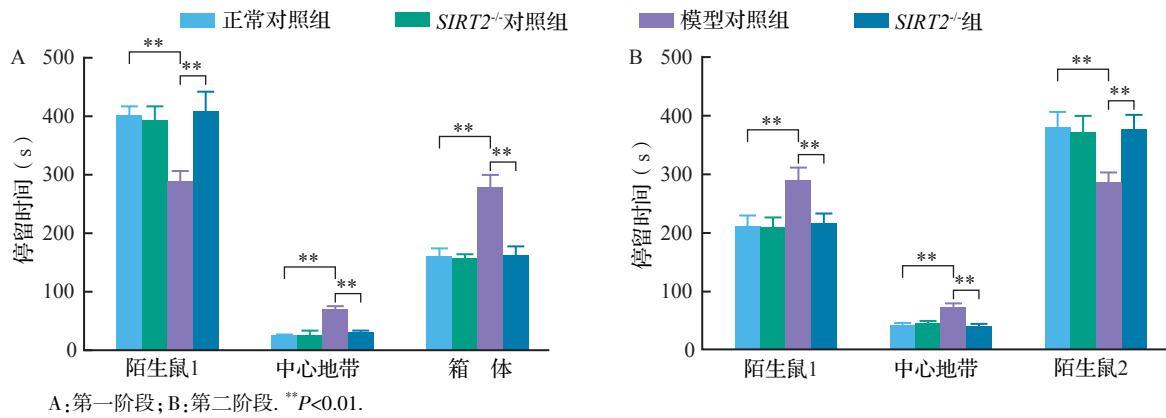 正常对照组 SIRT2-/-对照组 模型对照组 SIRT2-/-组
A
停留时间（s）
500
400
300
200
100
0
** ** ** ** ** **
陌生鼠1 中心地带 箱 体
B
停留时间（s）
500
400
300
200
100
0
** ** ** ** ** **
陌生鼠1 中心地带 陌生鼠2
A:第一阶段;B:第二阶段. **P<0.01.